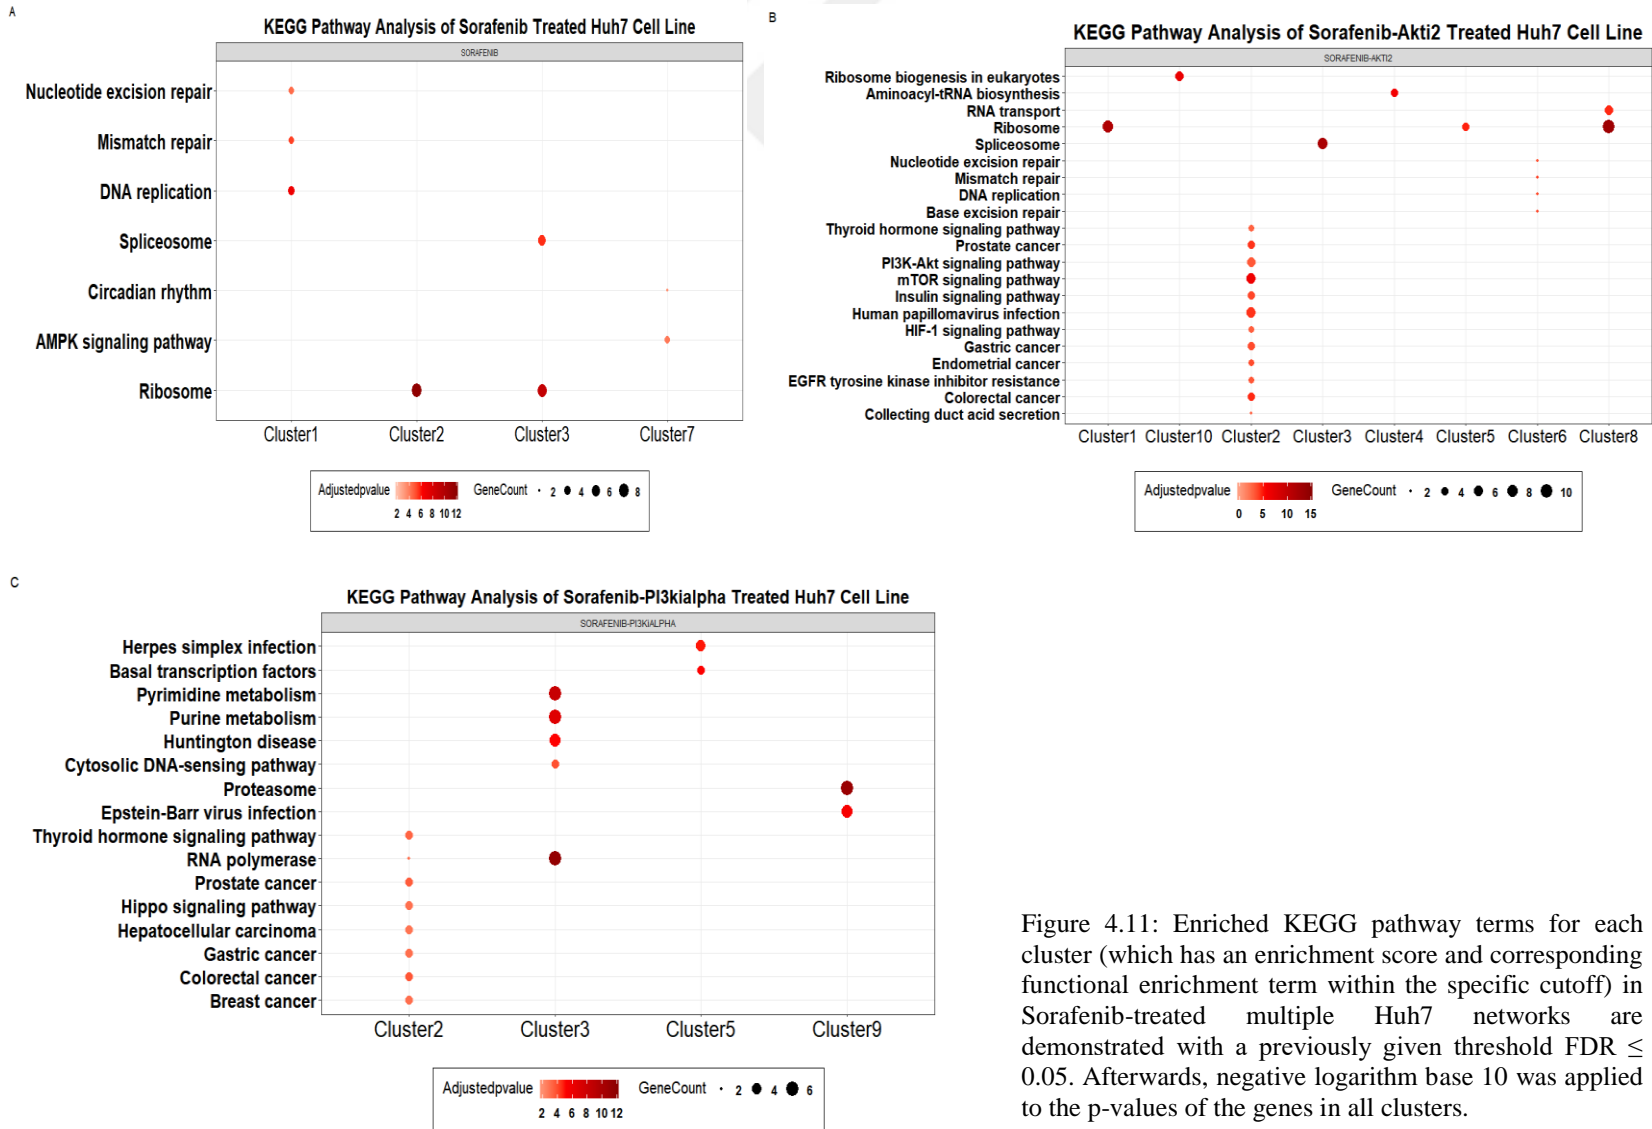 A
KEGG Pathway Analysis of Sorafenib Treated Huh7 Cell Line
SORAFENIB
Nucleotide excision repair
Mismatch repair
DNA replication
Spliceosome
Circadian rhythm
AMPK signaling pathway
Ribosome
Cluster1 Cluster2 Cluster3 Cluster7
Adjustedpvalue GeneCount 2 4 6 8
2 4 6 8 10 12
B
KEGG Pathway Analysis of Sorafenib-Akti2 Treated Huh7 Cell Line
SORAFENIB-AKTI2
Ribosome biogenesis in eukaryotes
Aminoacyl-tRNA biosynthesis
RNA transport
Ribosome
Spliceosome
Nucleotide excision repair
Mismatch repair
DNA replication
Base excision repair
Thyroid hormone signaling pathway
Prostate cancer
PI3K-Akt signaling pathway
mTOR signaling pathway
Insulin signaling pathway
Human papillomavirus infection
HIF-1 signaling pathway
Gastric cancer
Endometrial cancer
EGFR tyrosine kinase inhibitor resistance
Colorectal cancer
Collecting duct acid secretion
Cluster1 Cluster10 Cluster2 Cluster3 Cluster4 Cluster5 Cluster6 Cluster8
Adjustedpvalue GeneCount 2 4 6 8 10
0 5 10 15
C
KEGG Pathway Analysis of Sorafenib-PI3kialpha Treated Huh7 Cell Line
SORAFENIB-PI3KIALPHA
Herpes simplex infection
Basal transcription factors
Pyrimidine metabolism
Purine metabolism
Huntington disease
Cytosolic DNA-sensing pathway
Proteasome
Epstein-Barr virus infection
Thyroid hormone signaling pathway
RNA polymerase
Prostate cancer
Hippo signaling pathway
Hepatocellular carcinoma
Gastric cancer
Colorectal cancer
Breast cancer
Cluster2 Cluster3 Cluster5 Cluster9
Adjustedpvalue GeneCount 2 4 6
2 4 6 8 10 12
Figure 4.11: Enriched KEGG pathway terms for each
cluster (which has an enrichment score and corresponding
functional enrichment term within the specific cutoff) in
Sorafenib-treated multiple Huh7 networks are
demonstrated with a previously given threshold FDR ≤
0.05. Afterwards, negative logarithm base 10 was applied
to the p-values of the genes in all clusters.